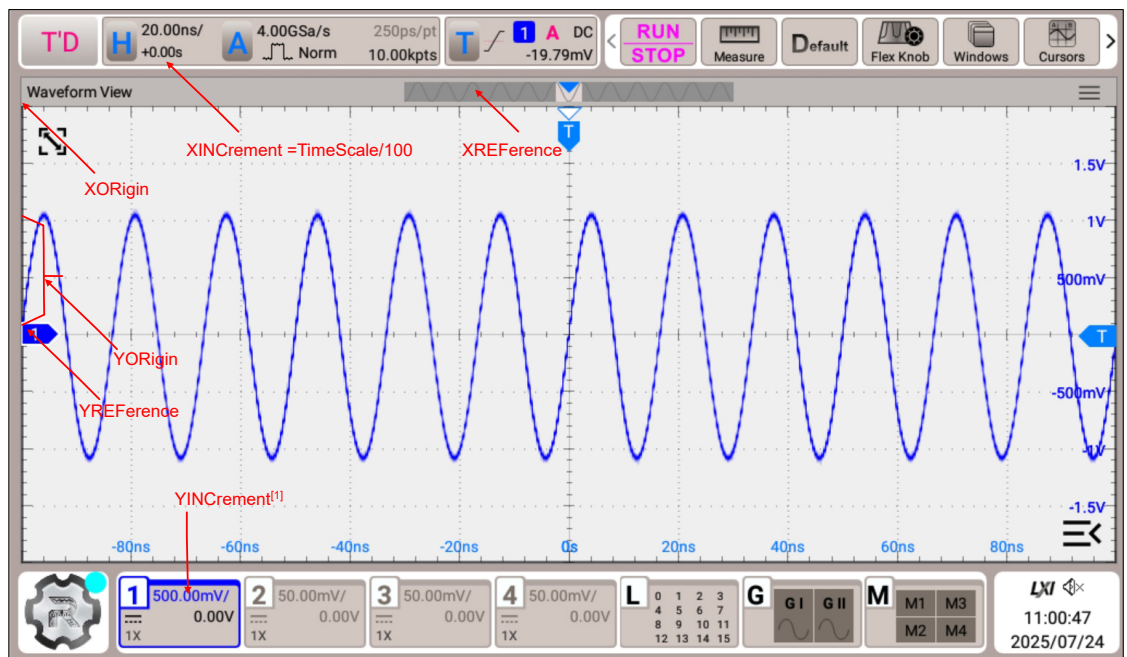 T'D
H
20.00ns/
+0.00s
A
4.00GSa/s
Norm
250ps/pt
10.00kpts
T
1 A DC
-19.79mV
<
RUN
STOP
Measure
Default
Flex Knob
Windows
Cursors
>
Waveform View
T
XINCrement =TimeScale/100
XREFerence
XORigin
1.5V
1V
500mV
1
T
YORigin
YREFerence
-500mV
-1V
YINCrement[1]
-1.5V
-80ns -60ns -40ns -20ns 0s 20ns 40ns 60ns 80ns
1 500.00mV/
0.00V
1X
2 50.00mV/
0.00V
1X
3 50.00mV/
0.00V
1X
4 50.00mV/
0.00V
1X
L
0 1 2 3
4 5 6 7
8 9 10 11
12 13 14 15
G
G I G II
M
M1 M3
M2 M4
LXI
11:00:47
2025/07/24